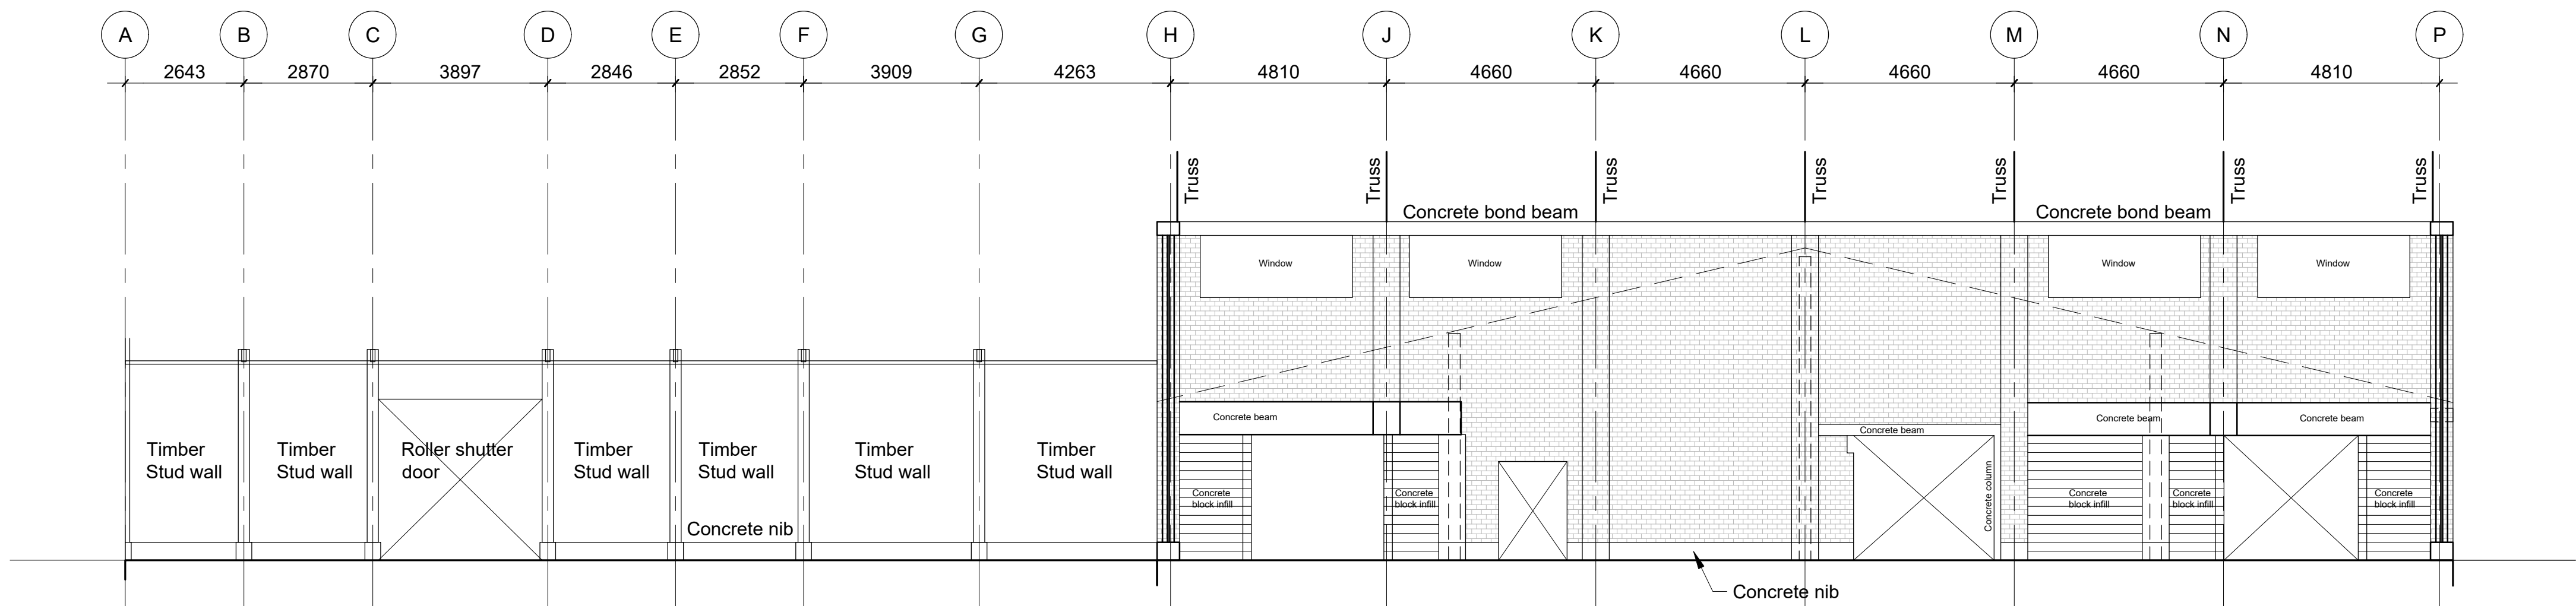 A B C D E F G H J K L M N P
2643 2870 3897 2846 2852 3909 4263 4810 4660 4660 4660 4660 4810
Truss Truss Truss Truss Truss Truss Truss
Concrete bond beam Concrete bond beam
Window Window Window Window
Concrete beam Concrete beam Concrete beam
Concrete beam
Timber Timber Roller shutter Timber Timber Timber Timber
Stud wall Stud wall door Stud wall Stud wall Stud wall Stud wall
Concrete column
Concrete Concrete Concrete Concrete Concrete
block infill block infill block infill block infill block infill
Concrete nib
Concrete nib